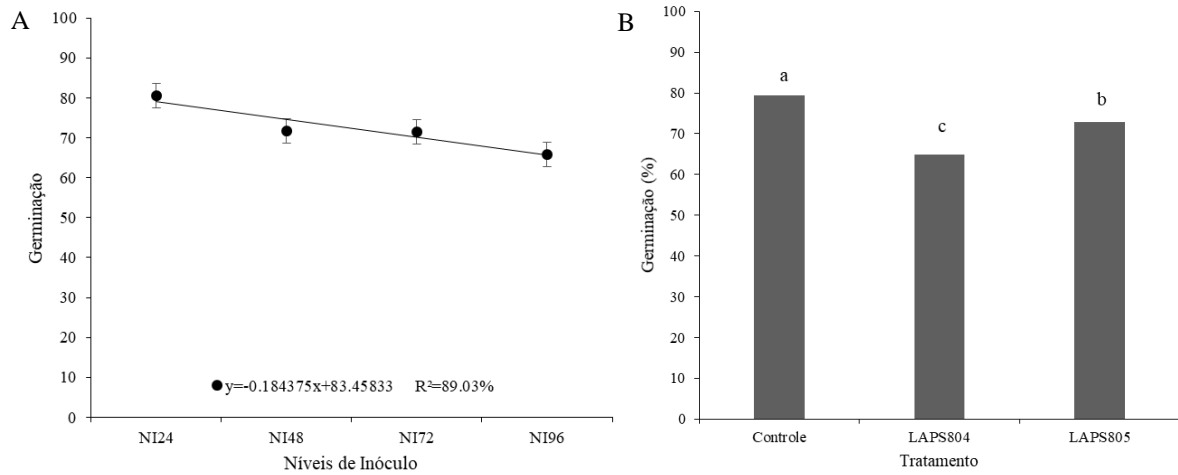 A
100
90
80
70
60
50
40
30
20
10
0
Germinação
y=-0.184375x+83.45833 R²=89.03%
NI24 NI48 NI72 NI96
Níveis de Inóculo
B
100
90
80
70
60
50
40
30
20
10
0
Germinação (%)
a
c
b
Controle LAPS804 LAPS805
Tratamento